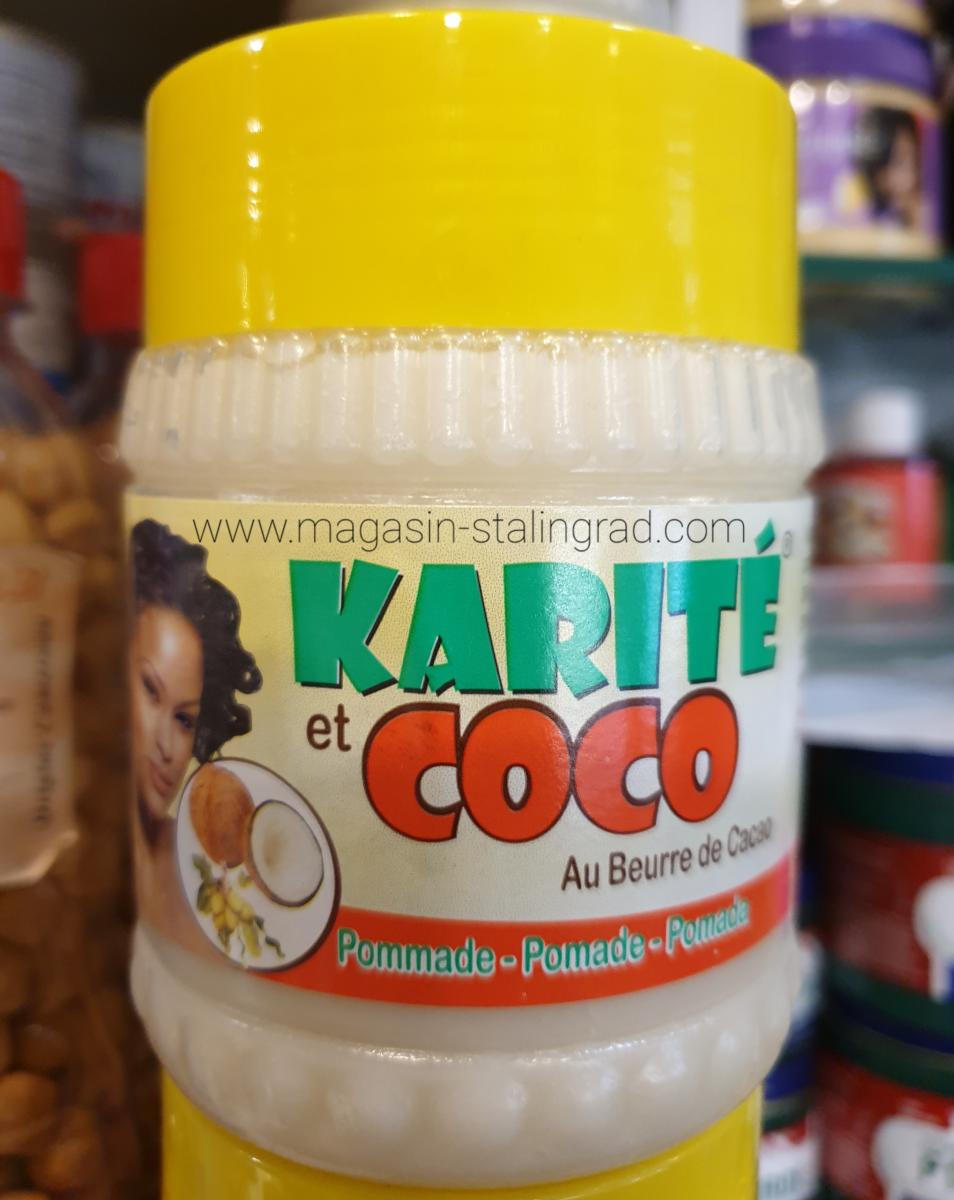 www.magasin-stalingrad.com
KARITÉ®
et COCO
Au Beurre de Cacao
Pommade - Pomade - Pomada